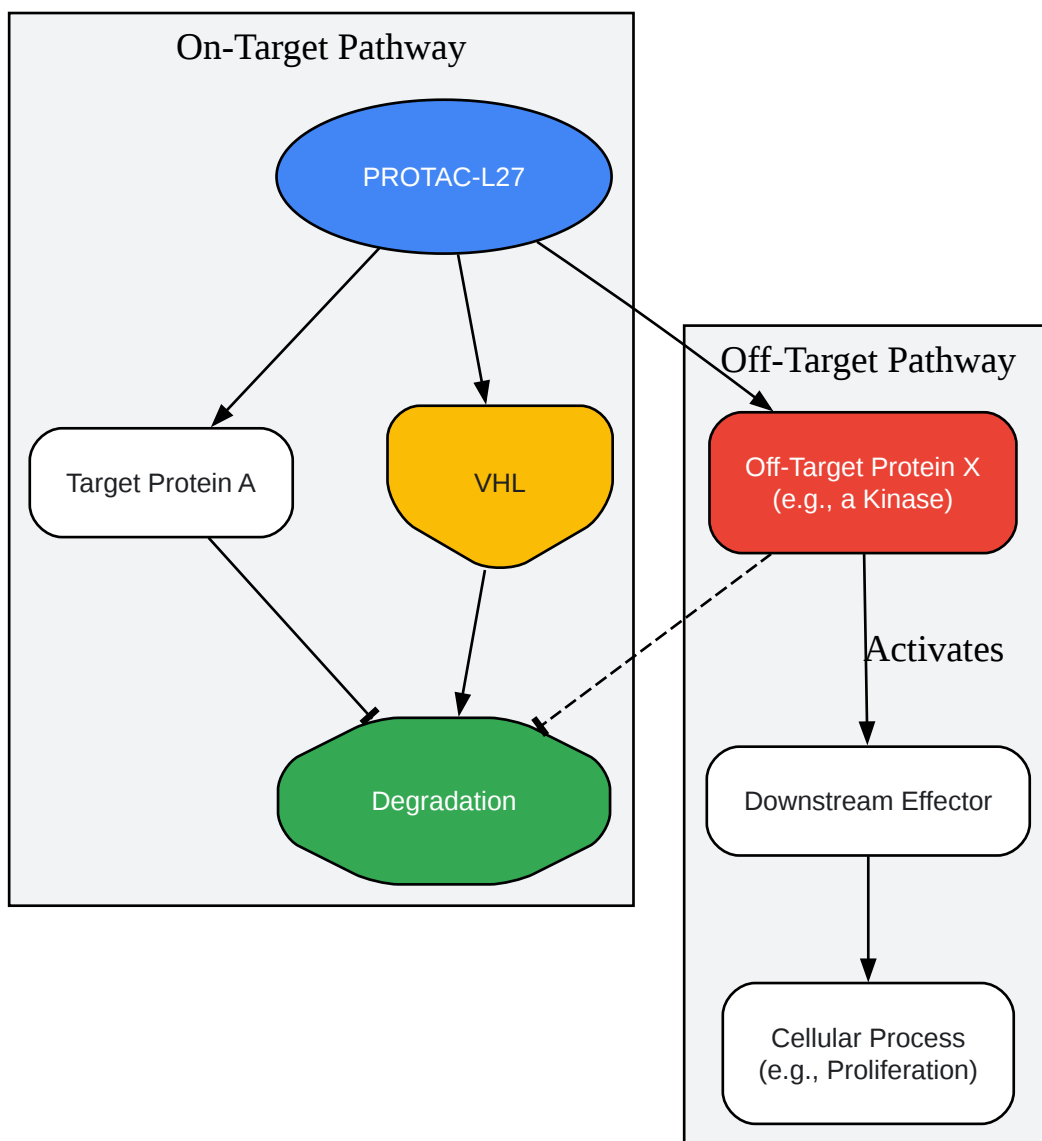 On-Target Pathway
PROTAC-L27
Off-Target Pathway
Target Protein A
VHL
Off-Target Protein X
(e.g., a Kinase)
Activates
Degradation
Downstream Effector
Cellular Process
(e.g., Proliferation)